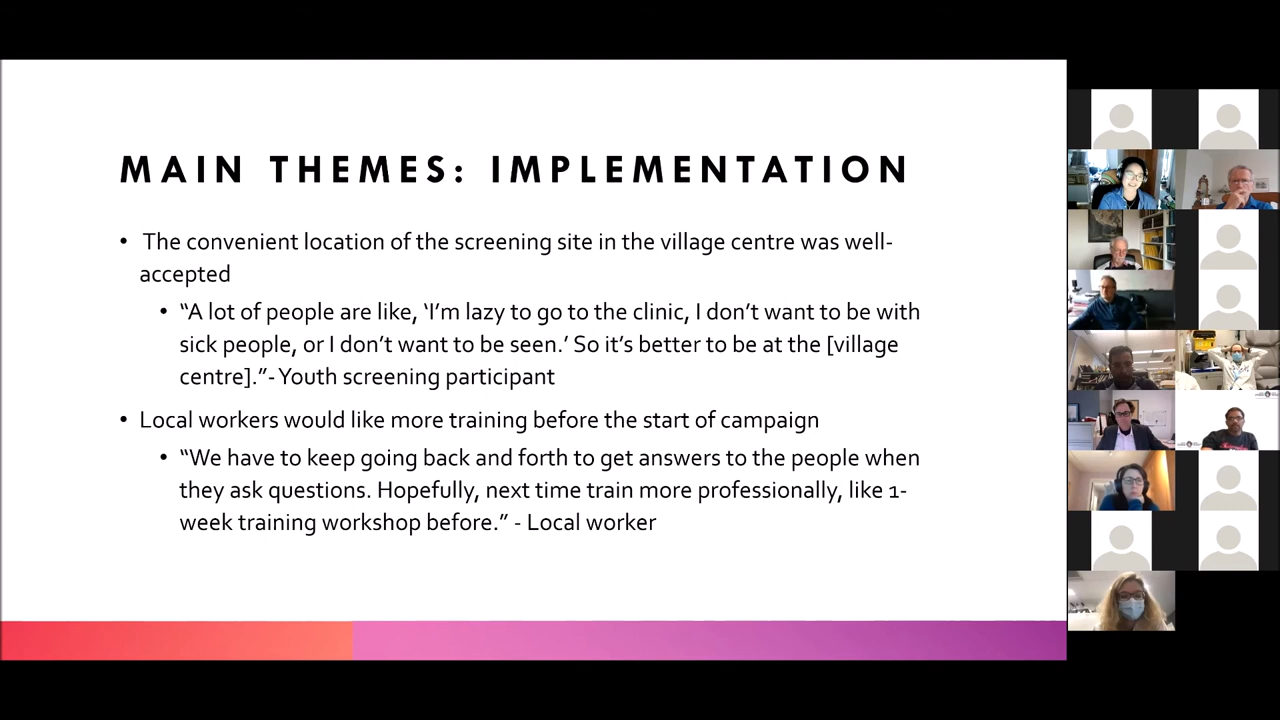 MAIN THEMES: IMPLEMENTATION
• The convenient location of the screening site in the village centre was well-
accepted
• “A lot of people are like, ‘I’m lazy to go to the clinic, I don’t want to be with
sick people, or I don’t want to be seen.’ So it’s better to be at the [village
centre].”- Youth screening participant
• Local workers would like more training before the start of campaign
• “We have to keep going back and forth to get answers to the people when
they ask questions. Hopefully, next time train more professionally, like 1-
week training workshop before.” - Local worker